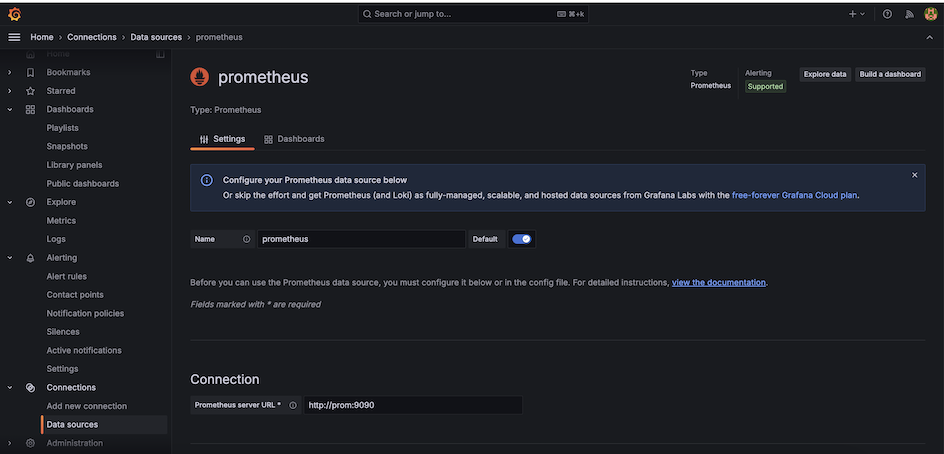 Search or jump to...
⌘+k
Home › Connections › Data sources › prometheus
Home
Bookmarks
Starred
Dashboards
Playlists
Snapshots
Library panels
Public dashboards
Explore
Metrics
Logs
Alerting
Alert rules
Contact points
Notification policies
Silences
Active notifications
Settings
Connections
Add new connection
Data sources
Administration
prometheus
Type
Prometheus
Alerting
Supported
Explore data
Build a dashboard
Type: Prometheus
Settings
Dashboards
Configure your Prometheus data source below
Or skip the effort and get Prometheus (and Loki) as fully-managed, scalable, and hosted data sources from Grafana Labs with the free-forever Grafana Cloud plan.
Name
prometheus
Default
Before you can use the Prometheus data source, you must configure it below or in the config file. For detailed instructions, view the documentation.
Fields marked with * are required
Connection
Prometheus server URL *
http://prom:9090